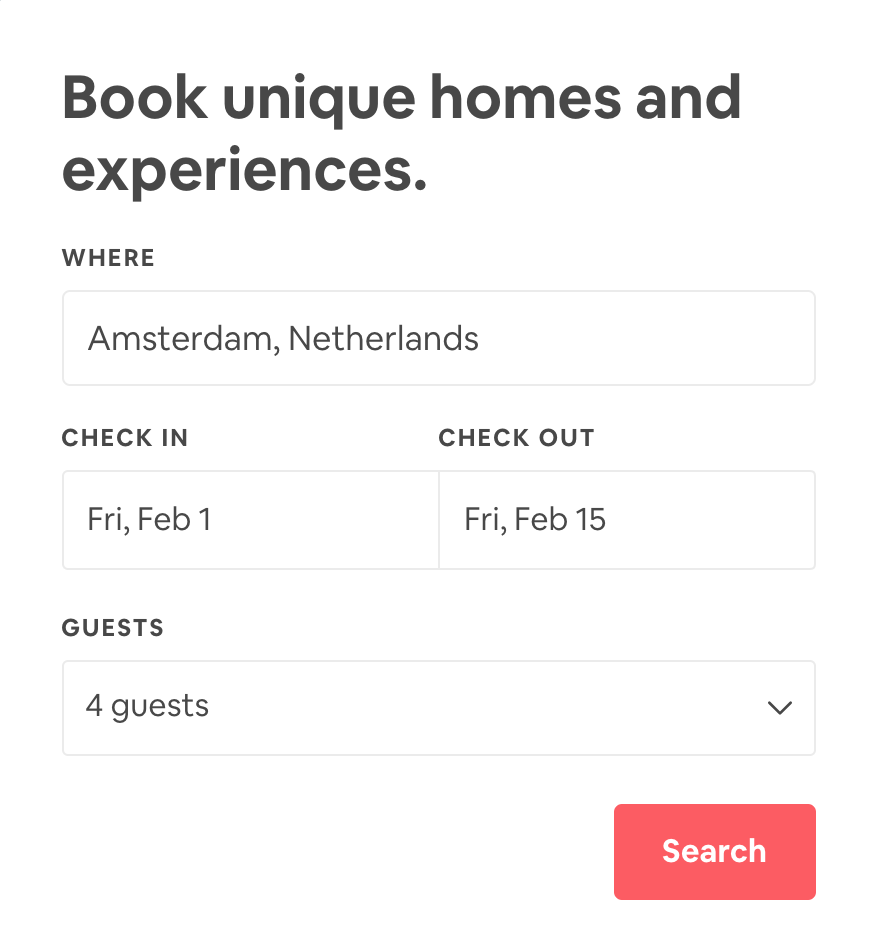 Book unique homes and
experiences.
WHERE
Amsterdam, Netherlands
CHECK IN
CHECK OUT
Fri, Feb 1
Fri, Feb 15
GUESTS
4 guests
Search